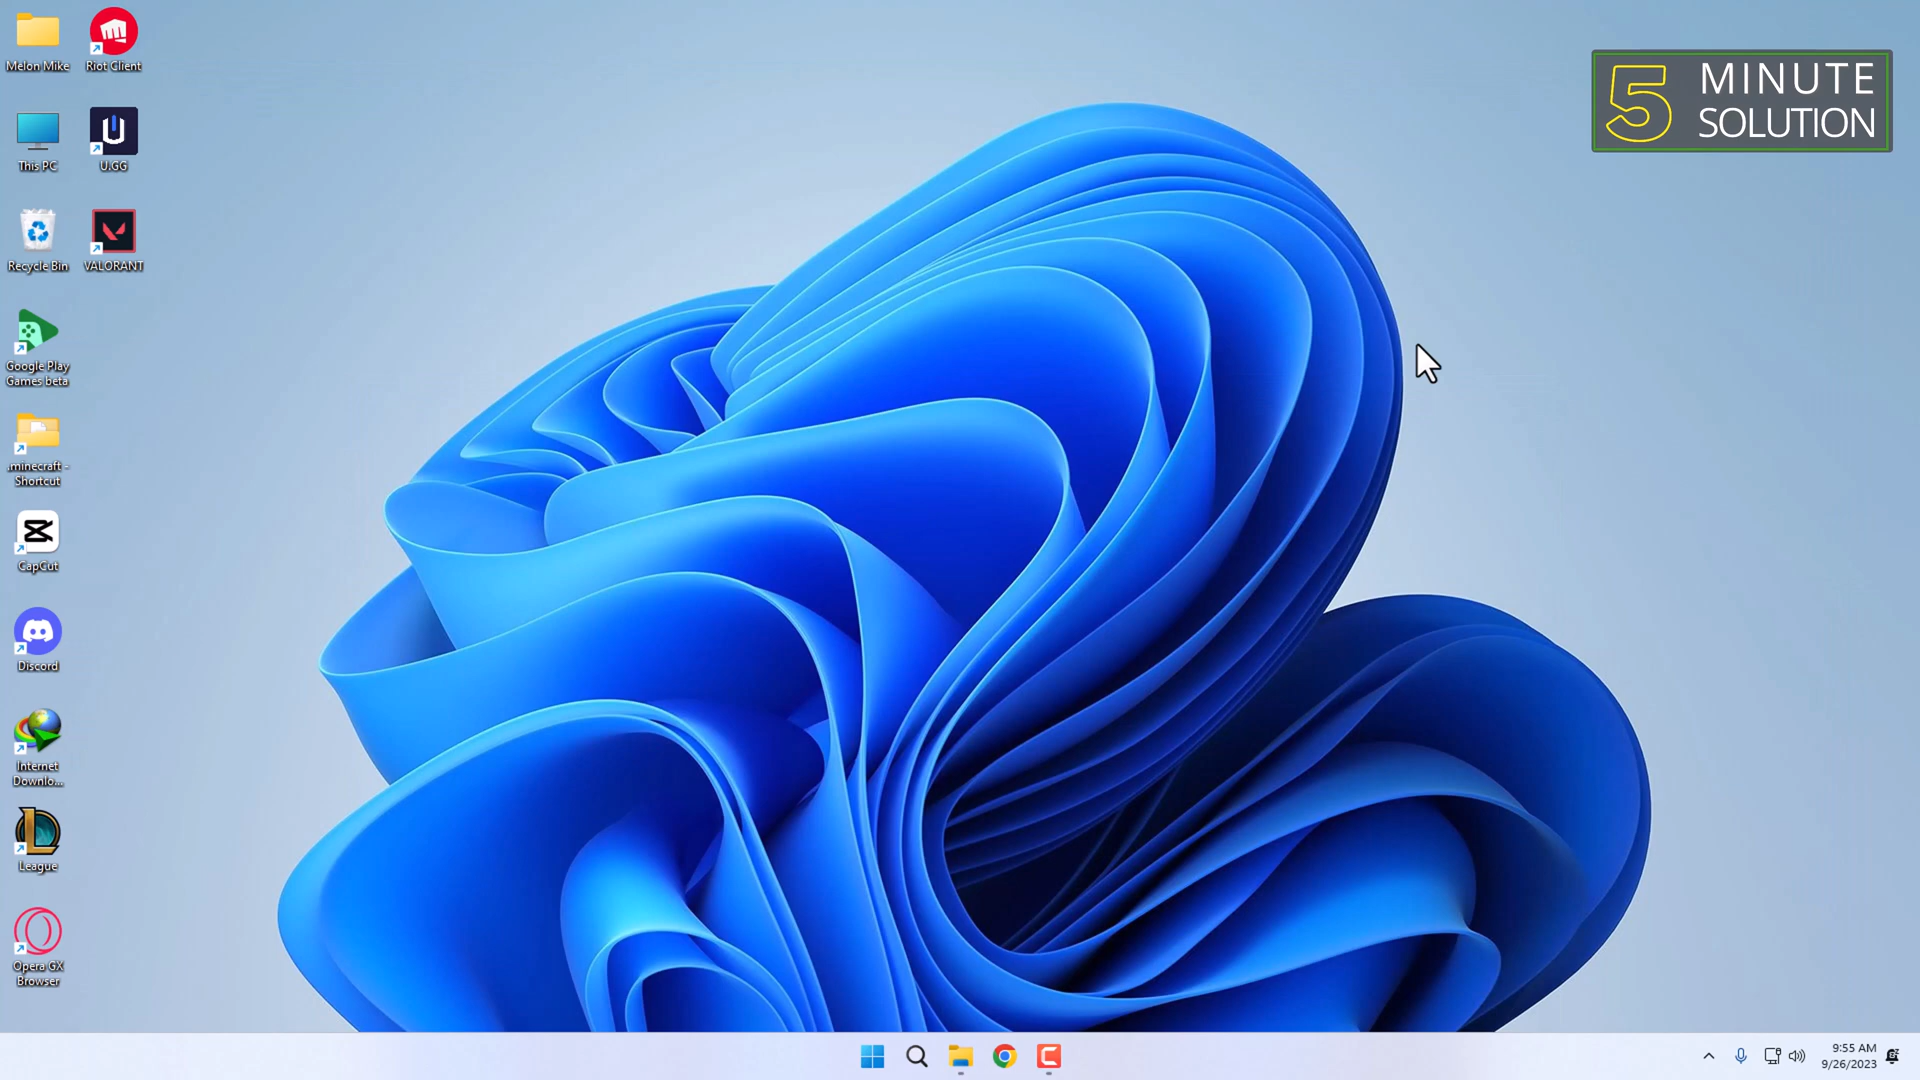 Melon Mike
Riot Client
This PC
U.GG
Recycle Bin
VALORANT
Google Play
Games beta
.minecraft -
Shortcut
CapCut
Discord
Internet
Downlo...
League
Opera GX
Browser
5 MINUTE
SOLUTION
9:55 AM
9/26/2023